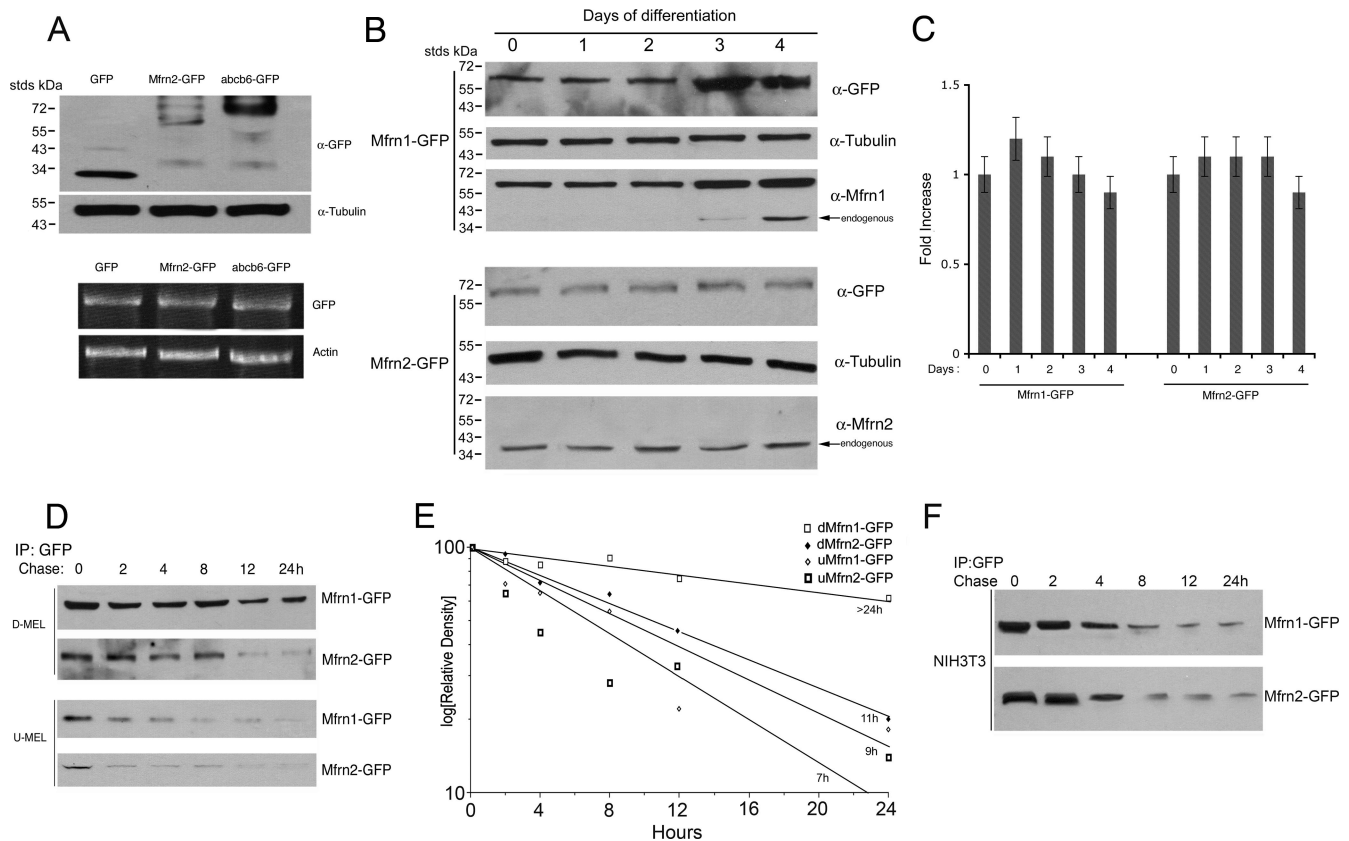 A
stds kDa
GFP Mfrn2-GFP abcb6-GFP
72
55
43
34
α-GFP
55
43
α-Tubulin
GFP Mfrn2-GFP abcb6-GFP
GFP
Actin
B
Days of differentiation
stds kDa
0 1 2 3 4
Mfrn1-GFP
72
55
43
α-GFP
55
43
α-Tubulin
72
55
43
34
α-Mfrn1
endogenous
Mfrn2-GFP
72
55
α-GFP
55
43
α-Tubulin
72
55
43
34
α-Mfrn2
endogenous
C
Fold Increase
1.5
1
0.5
0
Days : 0 1 2 3 4 0 1 2 3 4
Mfrn1-GFP Mfrn2-GFP
D
IP: GFP
Chase: 0 2 4 8 12 24h
D-MEL
Mfrn1-GFP
Mfrn2-GFP
U-MEL
Mfrn1-GFP
Mfrn2-GFP
E
dMfrn1-GFP
dMfrn2-GFP
uMfrn1-GFP
uMfrn2-GFP
log[Relative Density]
100
10
>24h
11h
9h
7h
0 4 8 12 16 20 24
Hours
F
IP:GFP
Chase 0 2 4 8 12 24h
NIH3T3
Mfrn1-GFP
Mfrn2-GFP